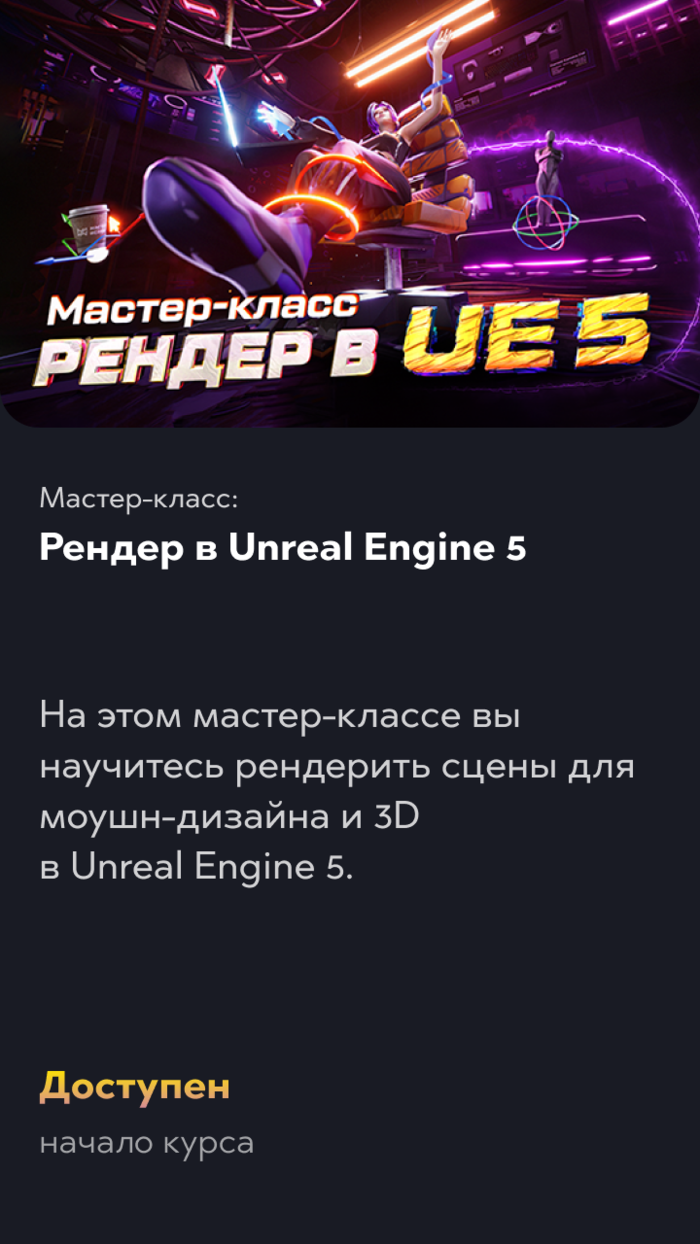 Мастер-класс
РЕНДЕР В UE 5
Мастер-класс:
Рендер в Unreal Engine 5
На этом мастер-классе вы
научитесь рендерить сцены для
моушн-дизайна и 3D
в Unreal Engine 5.
Доступен
начало курса